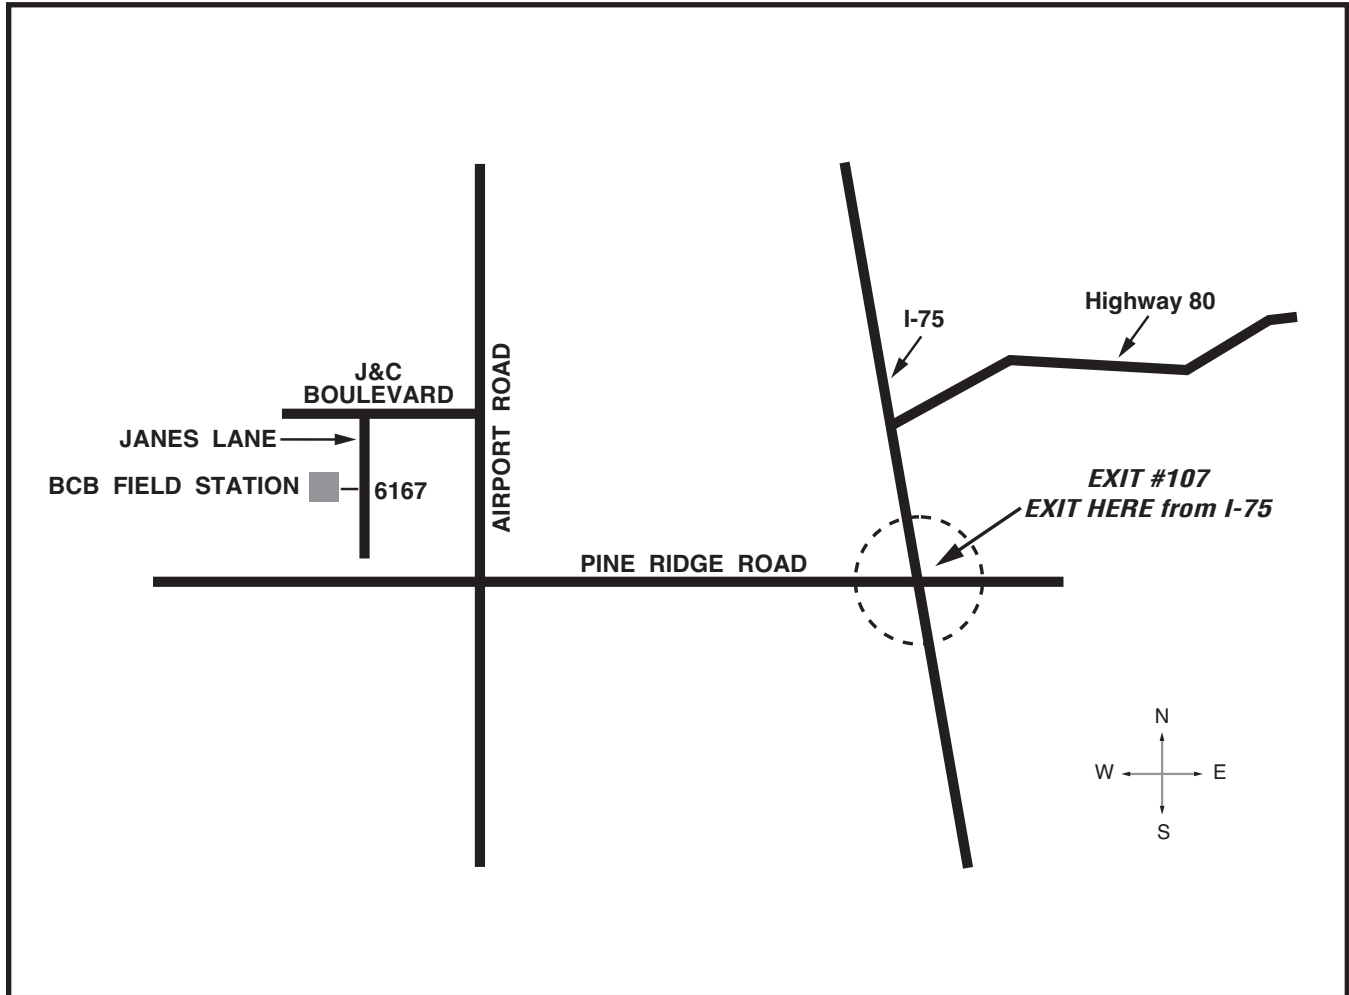 Highway 80
I-75
J&C
BOULEVARD
AIRPORT ROAD
JANES LANE
BCB FIELD STATION
6167
EXIT #107
EXIT HERE from I-75
PINE RIDGE ROAD
N
W
E
S